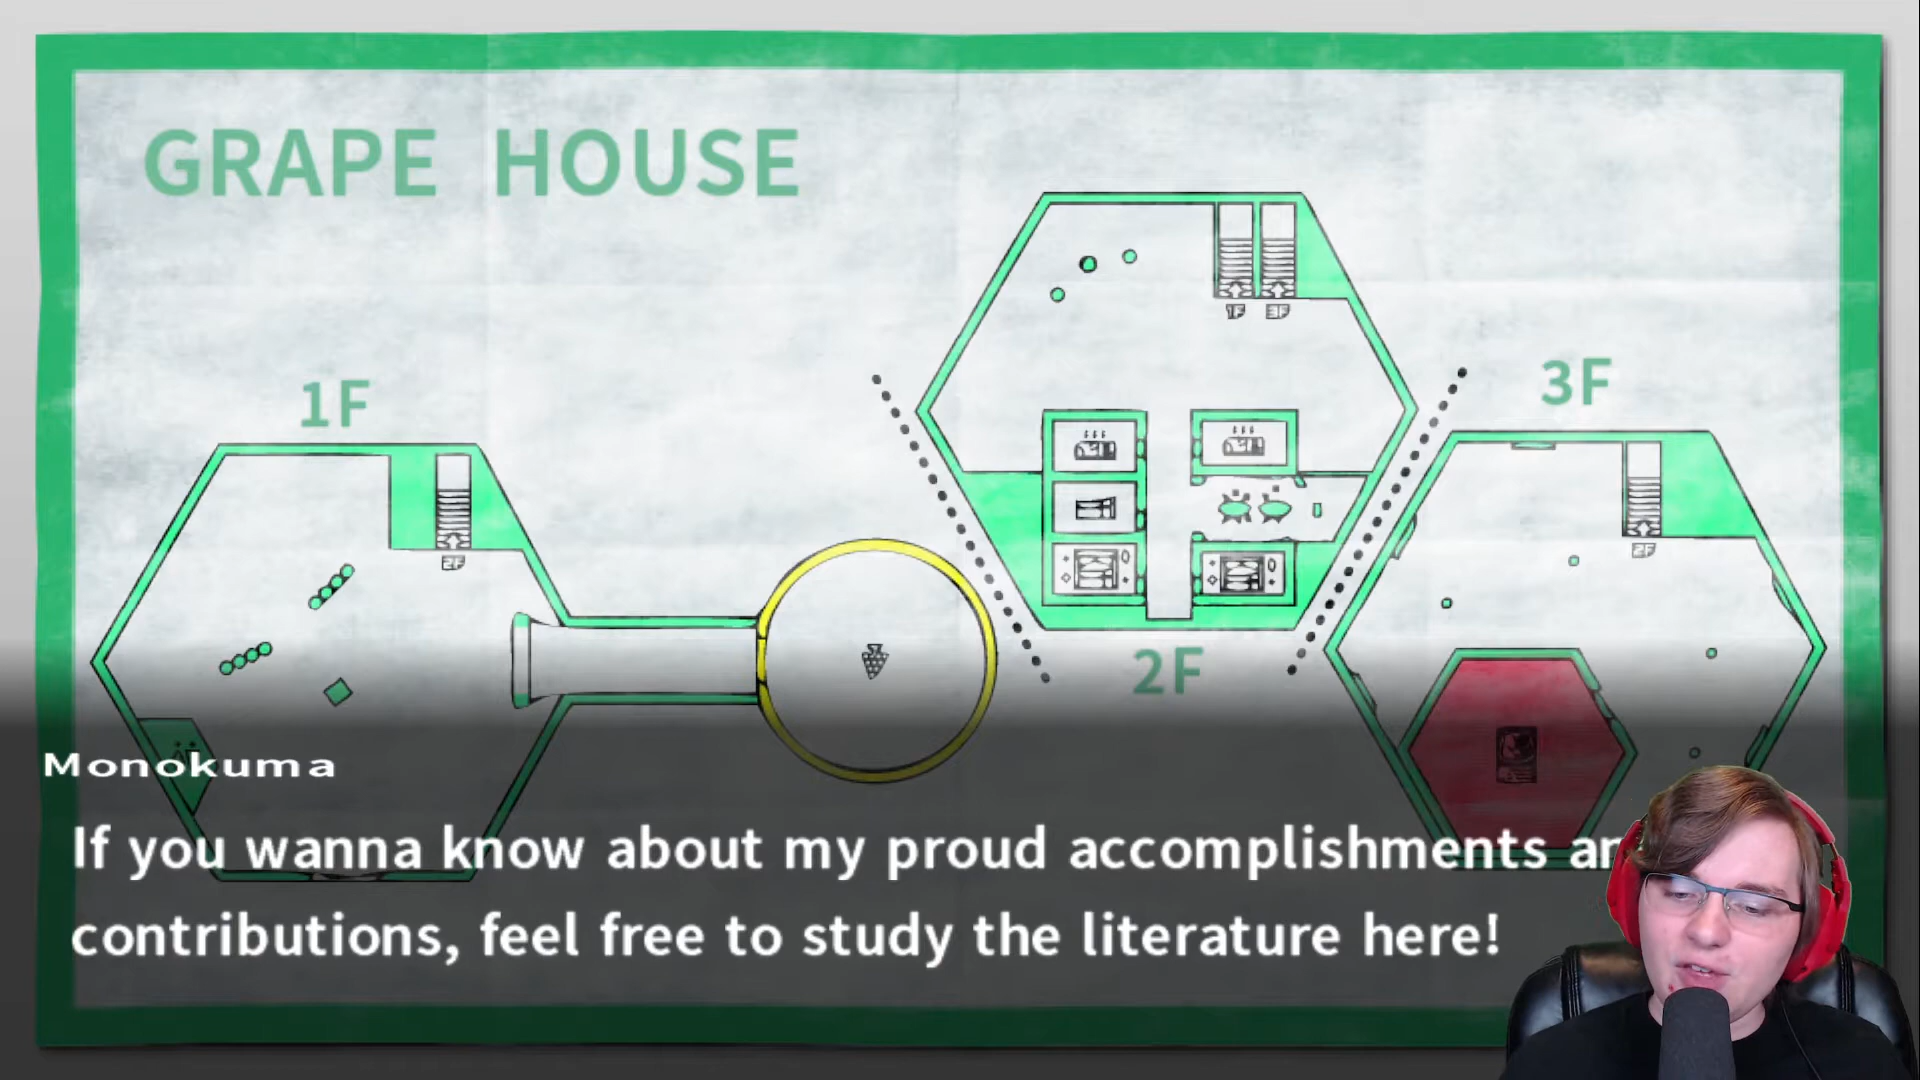 GRAPE HOUSE
1F
3F
1F 3F
2F
2F
2F
Monokuma
If you wanna know about my proud accomplishments
contributions, feel free to study the literature here!